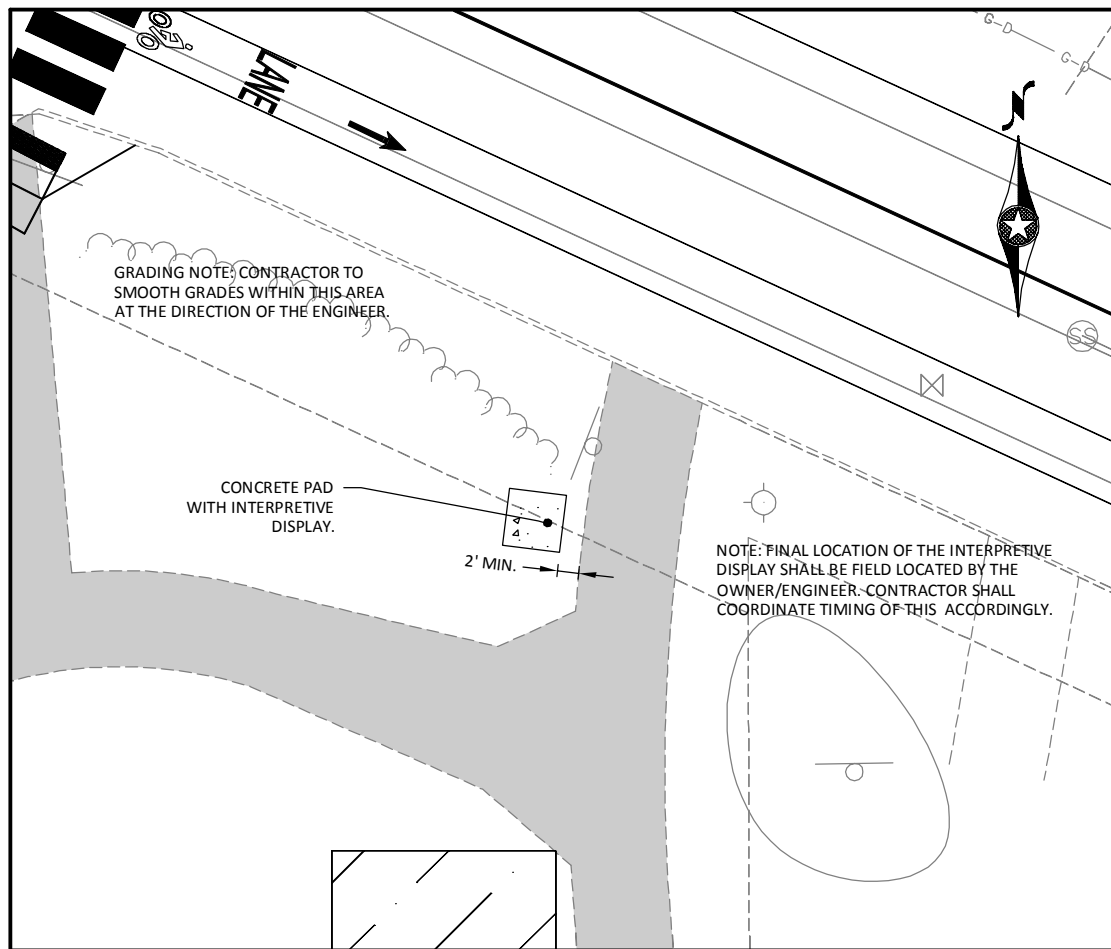 LANE
G-D
G-D
N
SS
GRADING NOTE: CONTRACTOR TO
SMOOTH GRADES WITHIN THIS AREA
AT THE DIRECTION OF THE ENGINEER.
CONCRETE PAD
WITH INTERPRETIVE
DISPLAY.
2' MIN.
NOTE: FINAL LOCATION OF THE INTERPRETIVE
DISPLAY SHALL BE FIELD LOCATED BY THE
OWNER/ENGINEER. CONTRACTOR SHALL
COORDINATE TIMING OF THIS ACCORDINGLY.